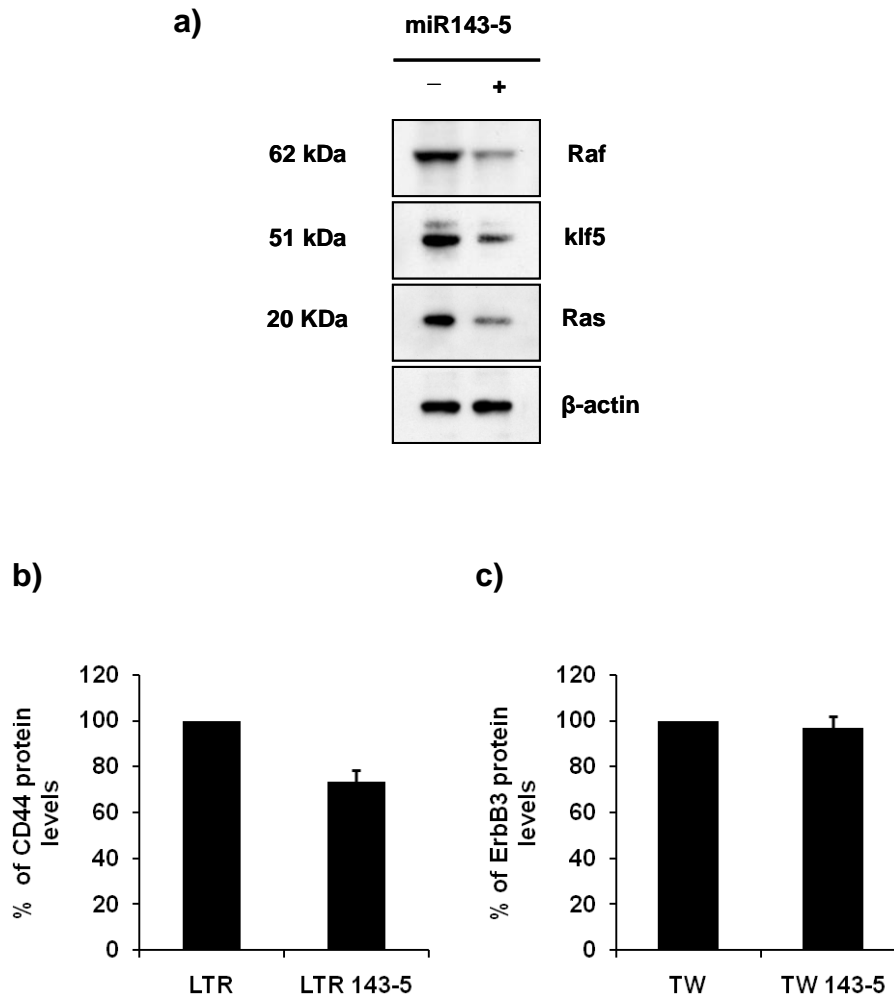 a)
miR143-5
– +
62 kDa Raf
51 kDa klf5
20 KDa Ras
β-actin
b)
120
100
80
60
40
20
0
% of CD44 protein
levels
LTR LTR 143-5
c)
120
100
80
60
40
20
0
% of ErbB3 protein
levels
TW TW 143-5